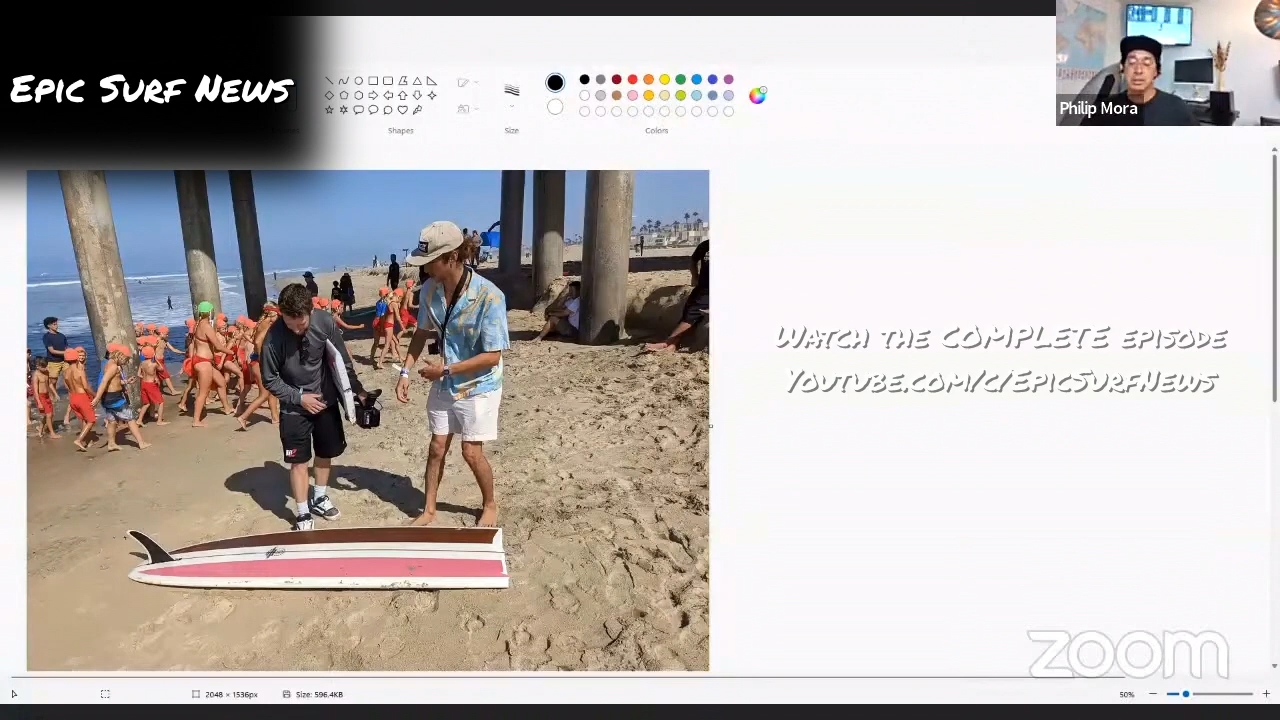 Epic Surf News
Philip Mora
Shapes
Size
Colors
Watch the COMPLETE episode
Youtube.com/c/EpicSurfNews
zoom
2048 × 1536px
Size: 596.4KB
50%